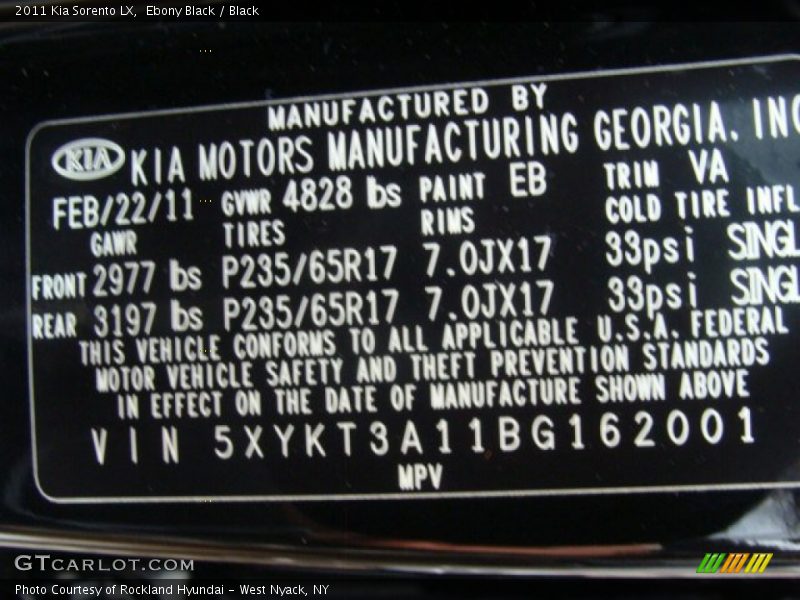 2011 Kia Sorento LX, Ebony Black / Black
MANUFACTURED BY
KIA KIA MOTORS MANUFACTURING GEORGIA. INC
FEB/22/11 GVWR 4828 lbs PAINT EB TRIM VA
GAWR TIRES RIMS COLD TIRE INFL
FRONT 2977 lbs P235/65R17 7.0JX17 33psi SINGL
REAR 3197 lbs P235/65R17 7.0JX17 33psi SINGL
THIS VEHICLE CONFORMS TO ALL APPLICABLE U.S.A. FEDERAL
MOTOR VEHICLE SAFETY AND THEFT PREVENTION STANDARDS
IN EFFECT ON THE DATE OF MANUFACTURE SHOWN ABOVE
VIN 5XYKT3A11BG162001
MPV
GTCARLOT.COM
Photo Courtesy of Rockland Hyundai - West Nyack, NY